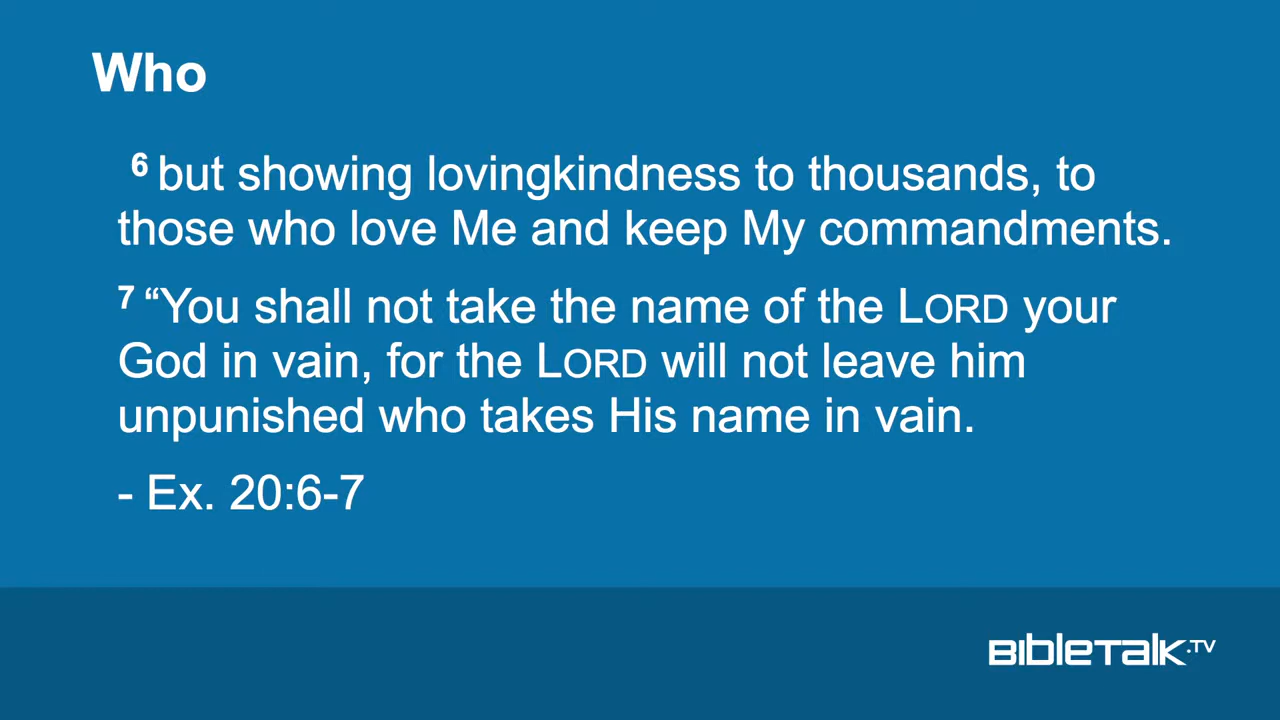 Who
6 but showing lovingkindness to thousands, to
those who love Me and keep My commandments.
7 “You shall not take the name of the LORD your
God in vain, for the LORD will not leave him
unpunished who takes His name in vain.
- Ex. 20:6-7
BIBLETALK.TV